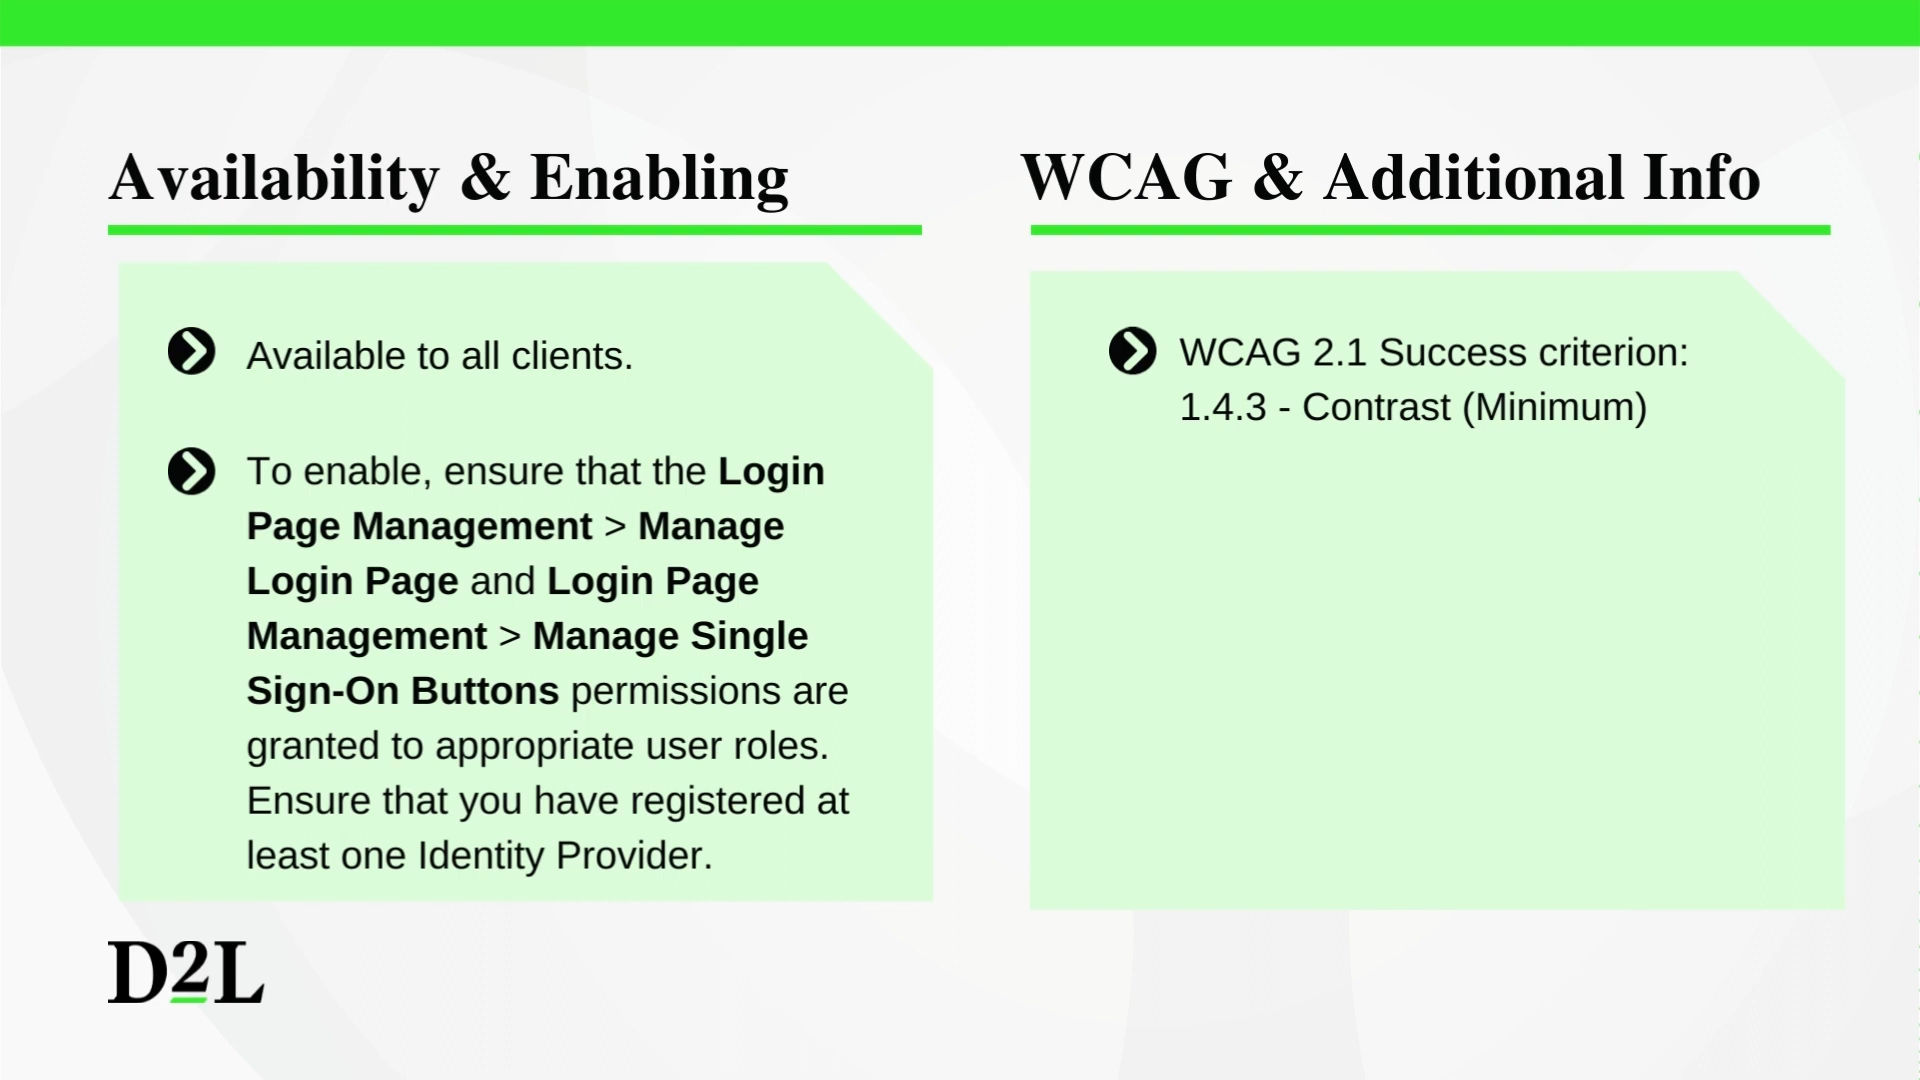 Availability & Enabling
Available to all clients.
To enable, ensure that the Login
Page Management > Manage
Login Page and Login Page
Management > Manage Single
Sign-On Buttons permissions are
granted to appropriate user roles.
Ensure that you have registered at
least one Identity Provider.
WCAG & Additional Info
WCAG 2.1 Success criterion:
1.4.3 - Contrast (Minimum)
D2L